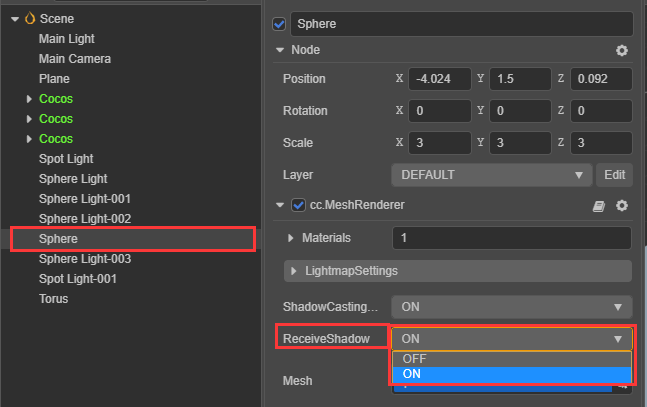 Scene
Main Light
Main Camera
Plane
Cocos
Cocos
Cocos
Spot Light
Sphere Light
Sphere Light-001
Sphere Light-002
Sphere
Sphere Light-003
Spot Light-001
Torus
Sphere
Node
Position X -4.024 Y 1.5 Z 0.092
Rotation X 0 Y 0 Z 0
Scale X 3 Y 3 Z 3
Layer DEFAULT Edit
cc.MeshRenderer
Materials 1
LightmapSettings
ShadowCasting... ON
ReceiveShadow ON
OFF
ON
Mesh